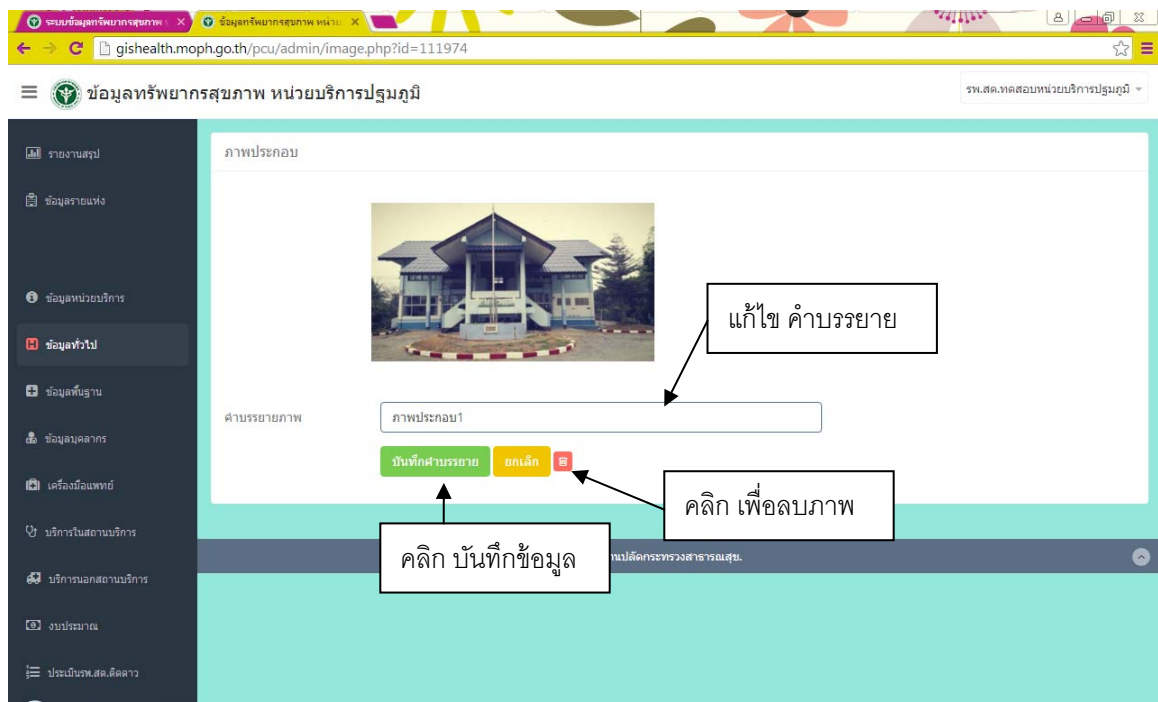 ระบบข้อมูลทรัพยากรสุขภาพ
ข้อมูลทรัพยากรสุขภาพ หน่วย
gishealth.moph.go.th/pcu/admin/image.php?id=111974
ข้อมูลทรัพยากรสุขภาพ หน่วยบริการปฐมภูมิ
รพ.สต.ทดสอบหน่วยบริการปฐมภูมิ
รายงานสรุป
ข้อมูลรายแห่ง
ข้อมูลหน่วยบริการ
ข้อมูลทั่วไป
ข้อมูลพื้นฐาน
ข้อมูลบุคลากร
เครื่องมือแพทย์
บริการในสถานบริการ
บริการนอกสถานบริการ
งบประมาณ
ประเมินรพ.สต.ติดดาว
ภาพประกอบ
แก้ไข คำบรรยาย
คำบรรยายภาพ
ภาพประกอบ1
บันทึกคำบรรยาย ยกเลิก
คลิก เพื่อลบภาพ
คลิก บันทึกข้อมูล
านปลัดกระทรวงสาธารณสุข.